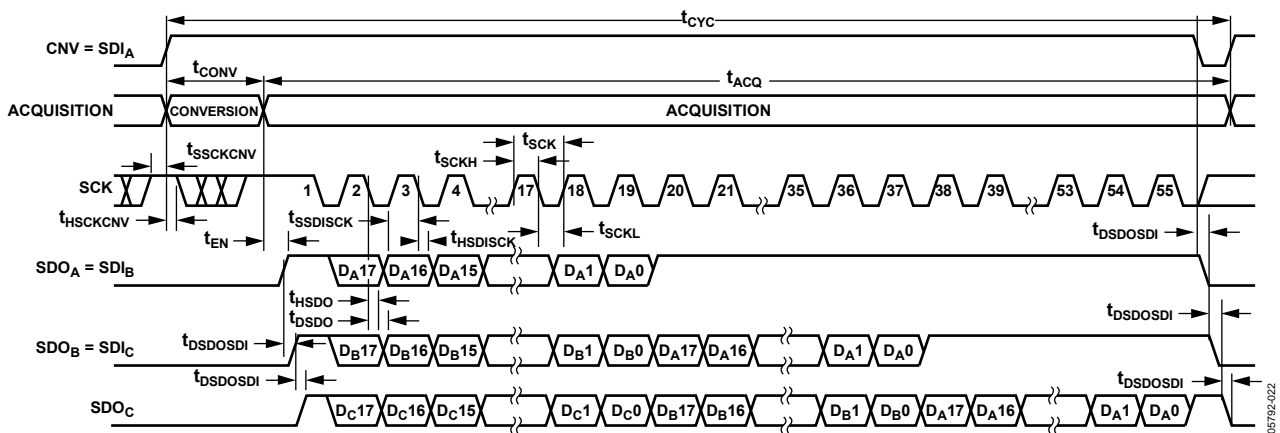 tCYC
CNV = SDIA
tCONV
tACQ
ACQUISITION
CONVERSION
ACQUISITION
tSSCKCNV
tSCK
tSCKH
SCK
1 2 3 4 17 18 19 20 21 35 36 37 38 39 53 54 55
tHSCKCNV
tSSDISCK
tEN
tHSDISCK
tSCKL
tDSDOSDI
SDOA = SDIB
DA17 DA16 DA15 DA1 DA0
tHSDO
tDSDO
tDSDOSDI
tDSDOSDI
SDOB = SDIC
DB17 DB16 DB15 DB1 DB0 DA17 DA16 DA1 DA0
tDSDOSDI
tDSDOSDI
SDOC
DC17 DC16 DC15 DC1 DC0 DB17 DB16 DB1 DB0 DA17 DA16 DA1 DA0
05792-022